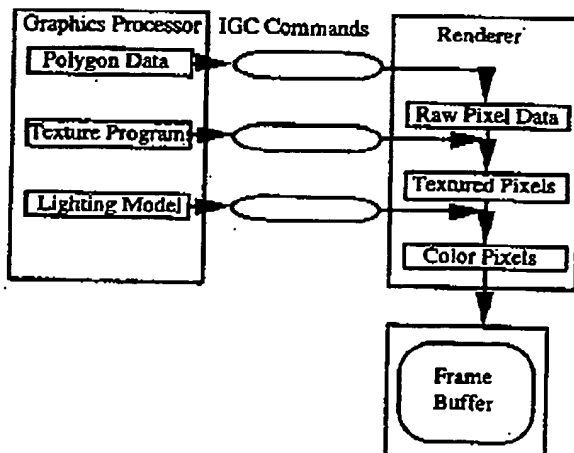 Graphics Processor IGC Commands Renderer
Polygon Data
Raw Pixel Data
Texture Program
Textured Pixels
Lighting Model
Color Pixels
Frame
Buffer